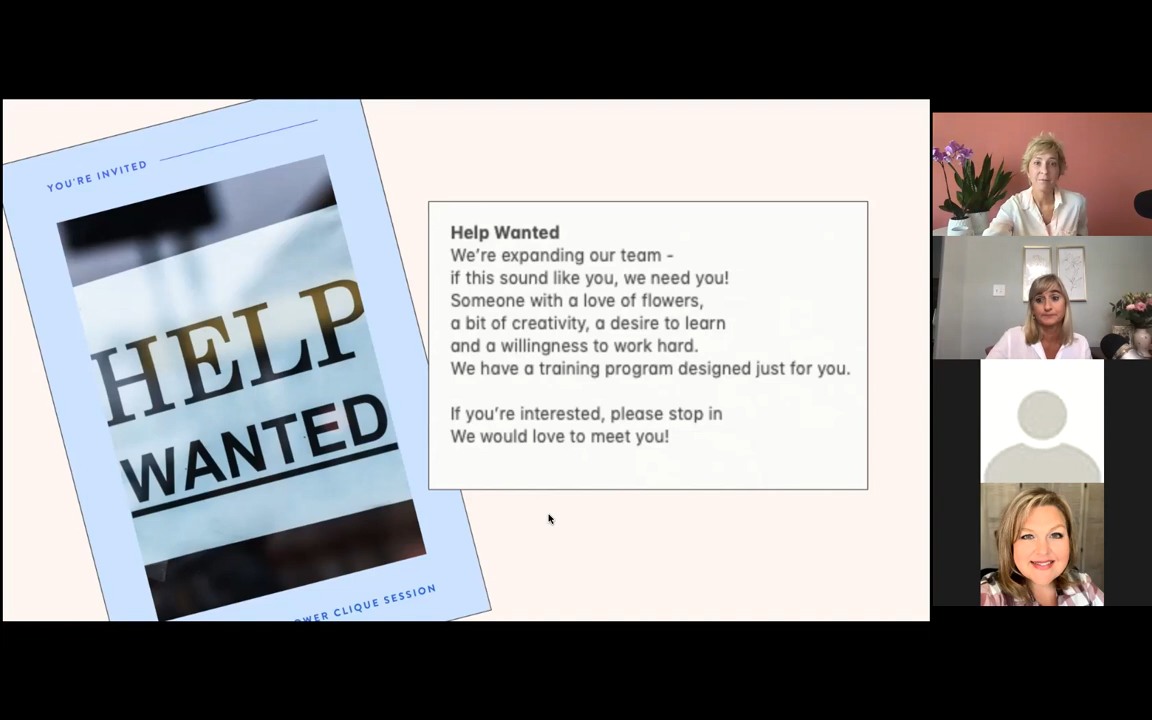 YOU'RE INVITED
HELP
WANTED
CLIQUE SESSION
Help Wanted
We're expanding our team -
if this sound like you, we need you!
Someone with a love of flowers,
a bit of creativity, a desire to learn
and a willingness to work hard.
We have a training program designed just for you.
If you're interested, please stop in
We would love to meet you!